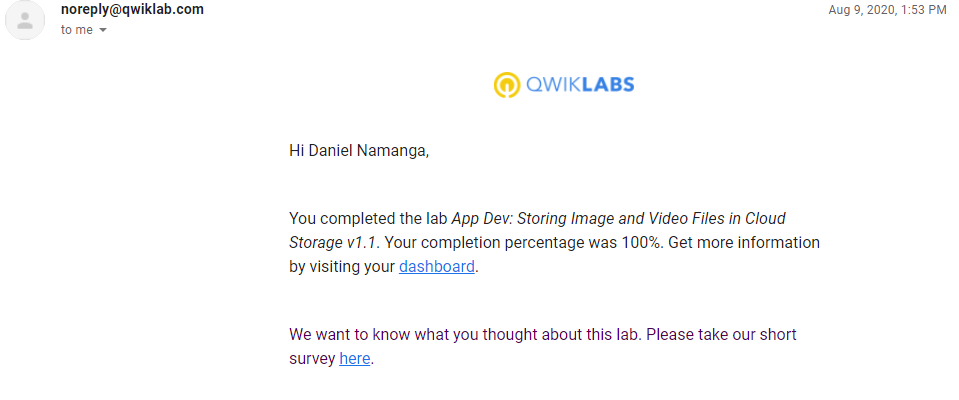 noreply@qwiklab.com
Aug 9, 2020, 1:53 PM
to me
QWIKLABS
Hi Daniel Namanga,
You completed the lab App Dev: Storing Image and Video Files in Cloud
Storage v1.1. Your completion percentage was 100%. Get more information
by visiting your dashboard.
We want to know what you thought about this lab. Please take our short
survey here.